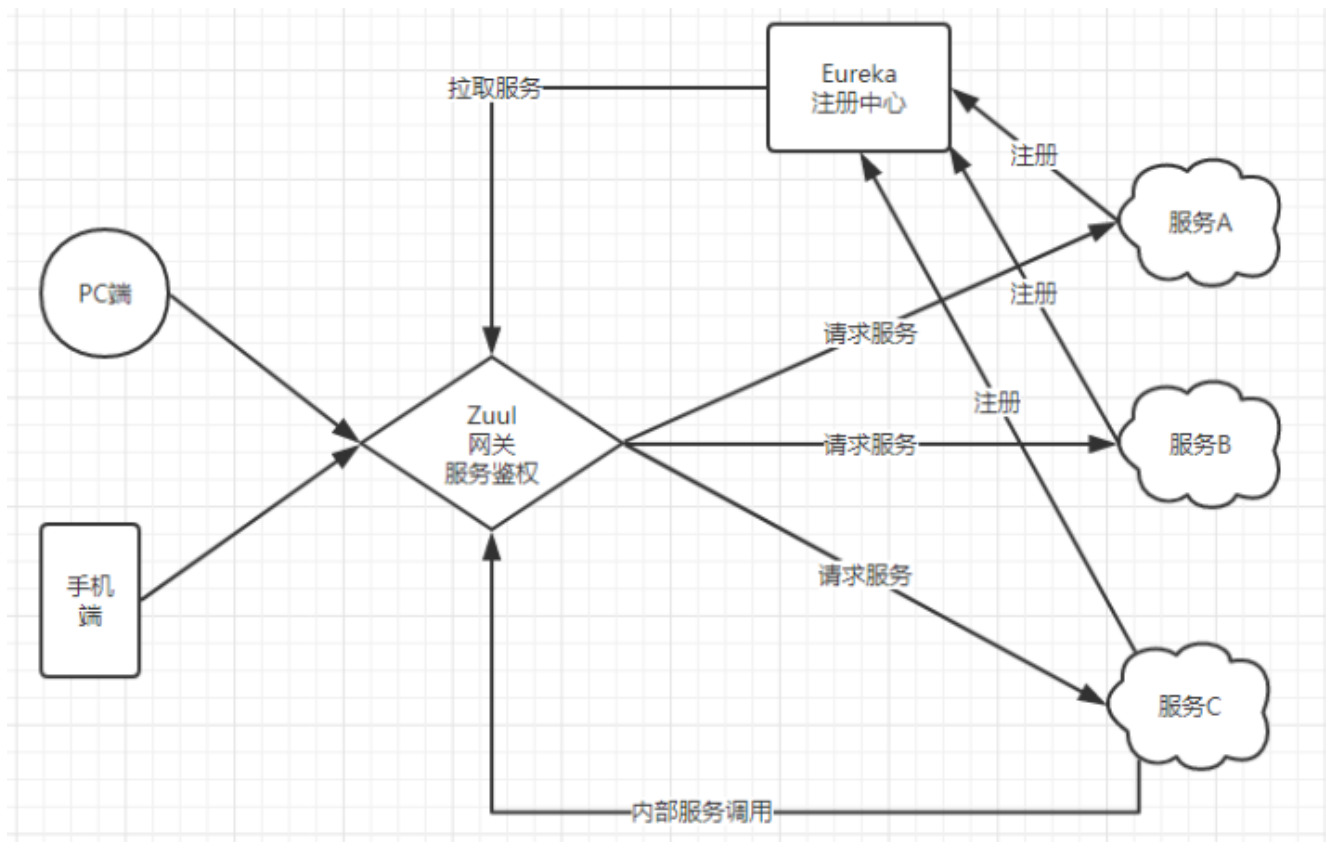 Eureka
注册中心
拉取服务
注册
服务A
PC端
注册
请求服务
注册
Zuul
网关
服务鉴权
请求服务
服务B
手机
端
请求服务
服务C
内部服务调用